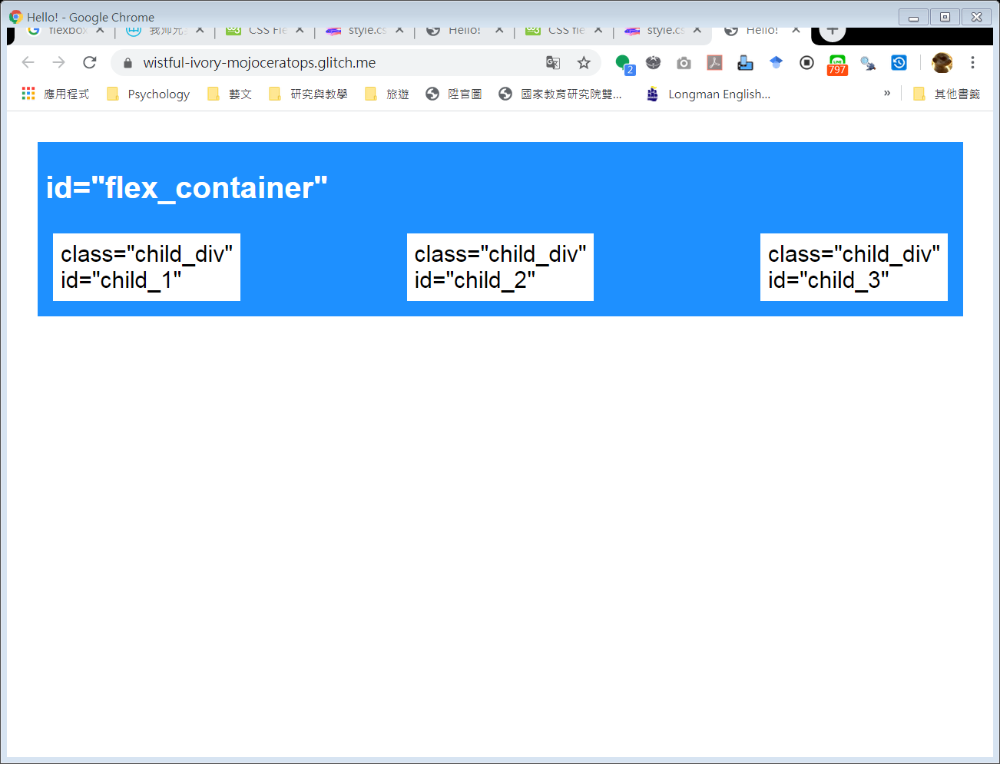 Hello! - Google Chrome
flexbox
CSS Fle
style.cs
Hello!
CSS fle
style.cs
Hello!
wistful-ivory-mojoceratops.glitch.me
2
797
應用程式
Psychology
藝文
研究與教學
旅遊
陞官圖
國家教育研究院雙...
Longman English...
»
其他書籤
id="flex_container"
class="child_div"
id="child_1"
class="child_div"
id="child_2"
class="child_div"
id="child_3"